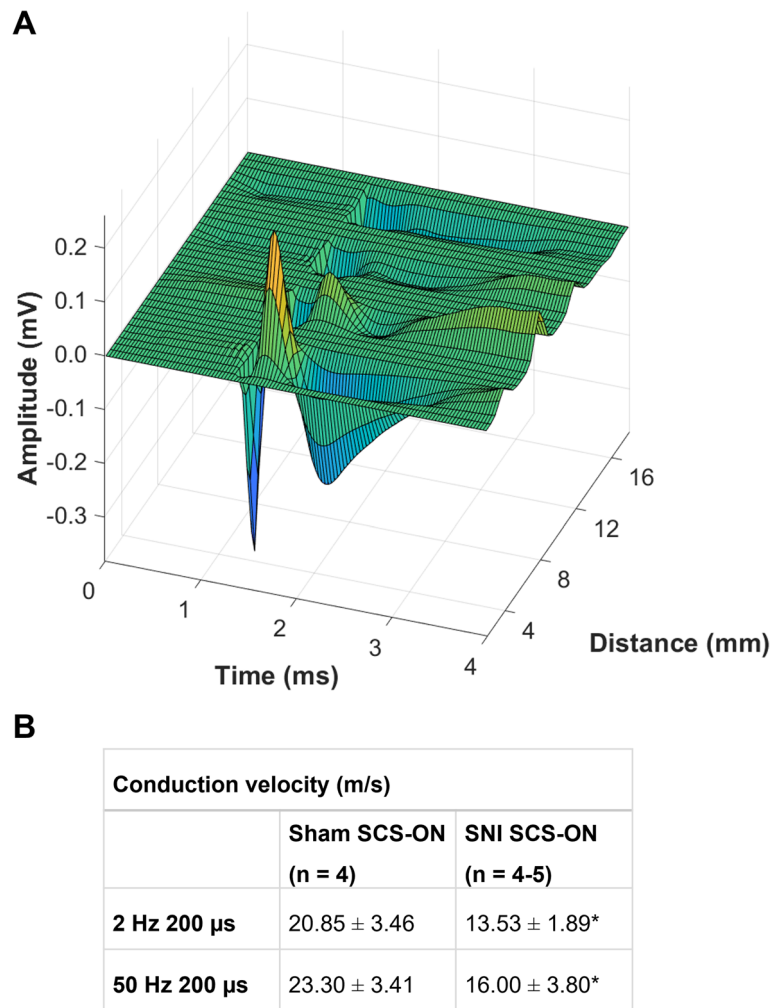 A
0.2
0.1
0.0
-0.1
-0.2
-0.3
Amplitude (mV)
0
1
2
3
4
Time (ms)
4
8
12
16
Distance (mm)
B
Conduction velocity (m/s)
Sham SCS-ON SNI SCS-ON
(n = 4) (n = 4-5)
2 Hz 200 µs 20.85 ± 3.46 13.53 ± 1.89*
50 Hz 200 µs 23.30 ± 3.41 16.00 ± 3.80*